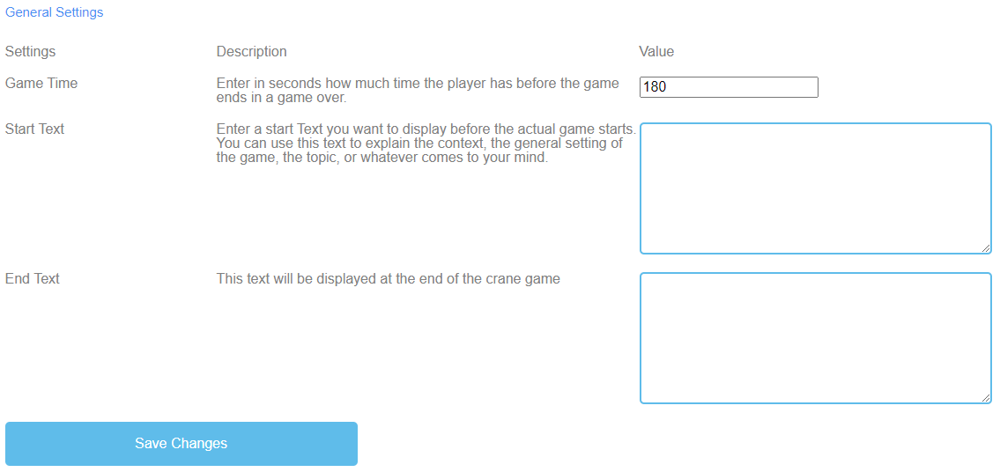 General Settings
Settings Description Value
Game Time Enter in seconds how much time the player has before the game 180
ends in a game over.
Start Text Enter a start Text you want to display before the actual game starts.
You can use this text to explain the context, the general setting of
the game, the topic, or whatever comes to your mind.
End Text This text will be displayed at the end of the crane game
Save Changes